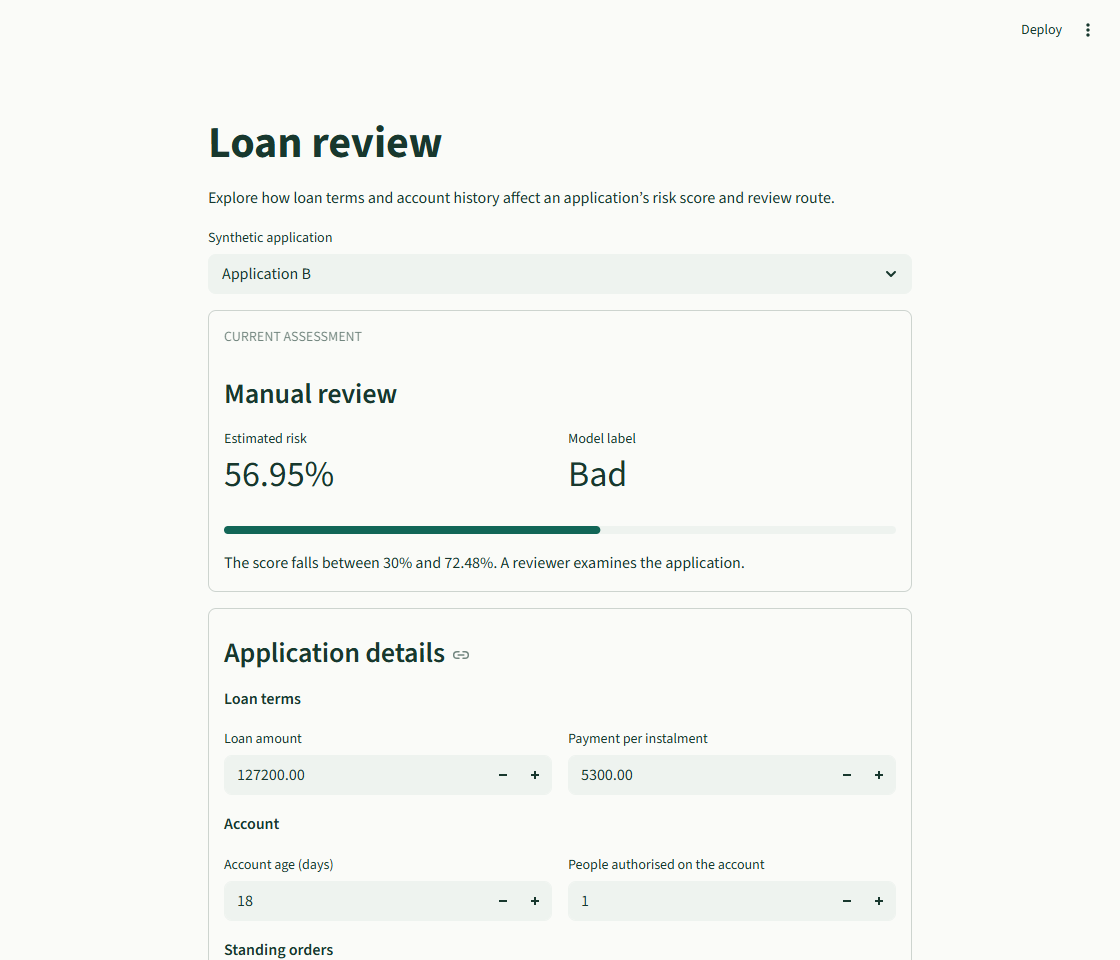 Deploy
Loan review
Explore how loan terms and account history affect an application’s risk score and review route.
Synthetic application
Application B
CURRENT ASSESSMENT
Manual review
Estimated risk
Model label
56.95%
Bad
The score falls between 30% and 72.48%. A reviewer examines the application.
Application details
Loan terms
Loan amount
Payment per instalment
127200.00
5300.00
Account
Account age (days)
People authorised on the account
18
1
Standing orders